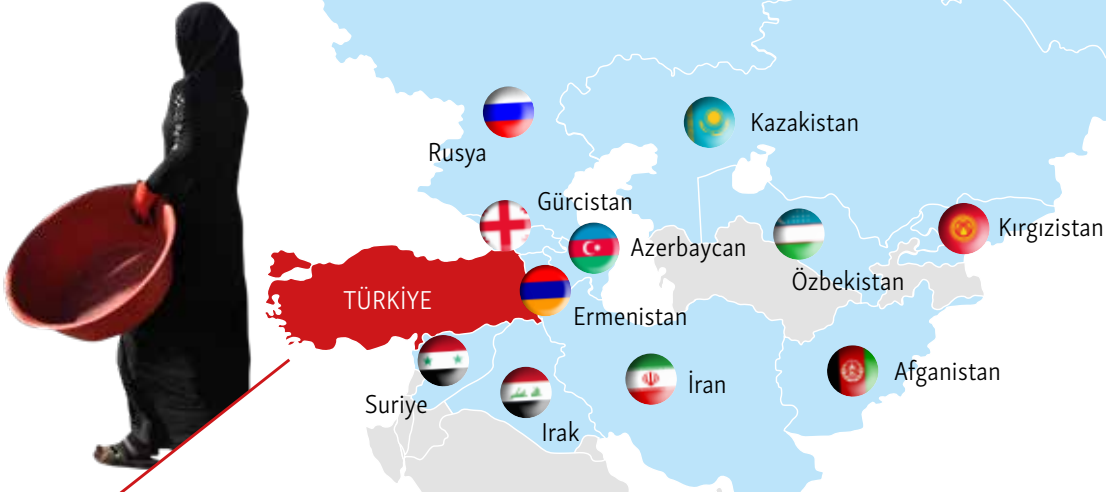 Rusya
Kazakistan
Gürcistan
Azerbaycan
Kırgızistan
Özbekistan
TÜRKİYE
Ermenistan
Suriye
Irak
İran
Afganistan